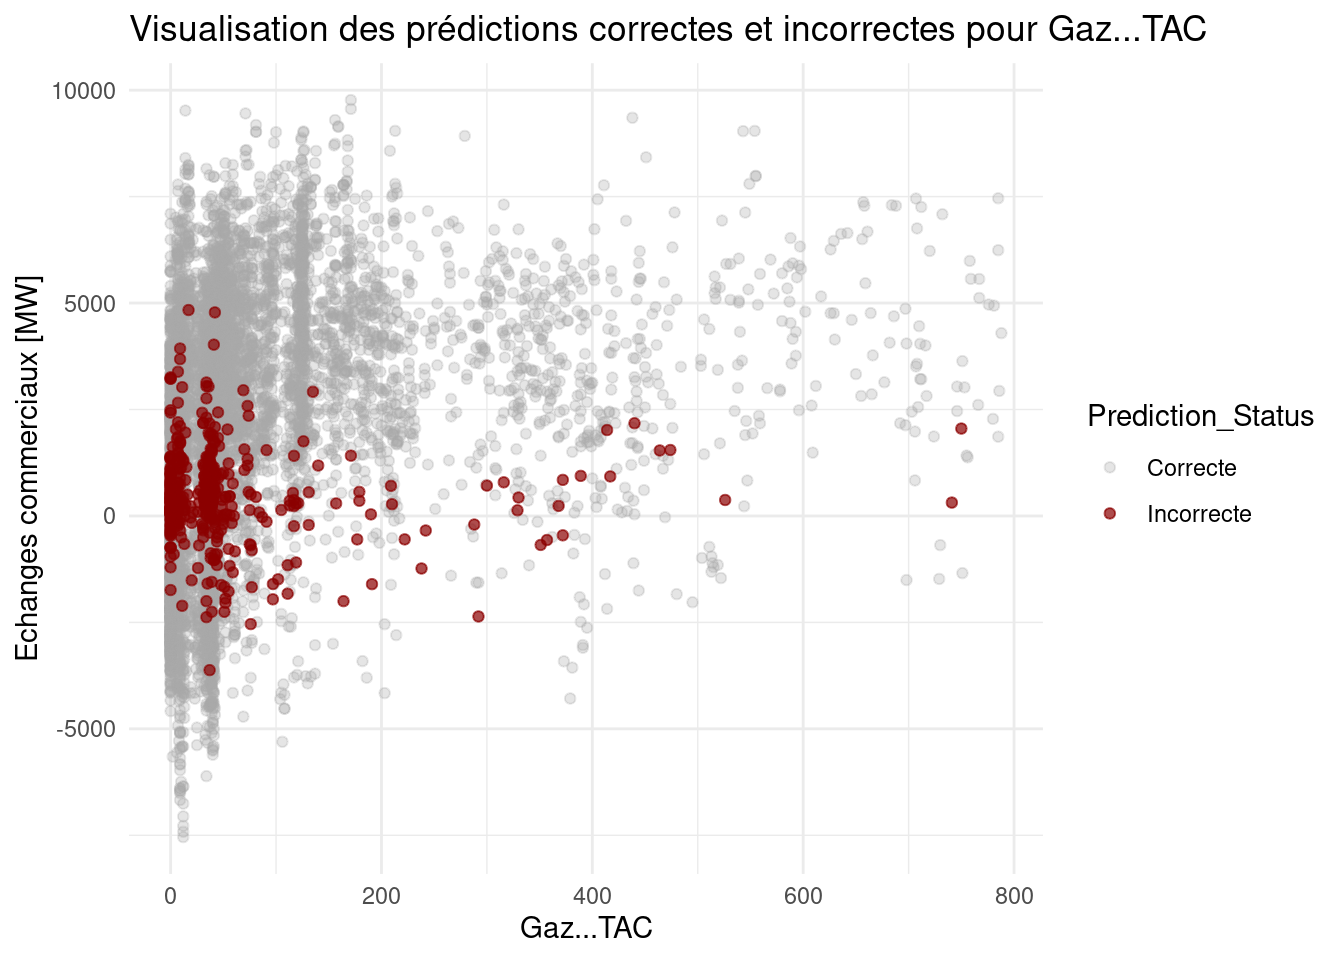 Visualisation des prédictions correctes et incorrectes pour Gaz...TAC
10000
5000
0
-5000
Echanges commerciaux [MW]
0 200 400 600 800
Gaz...TAC
Prediction_Status
Correcte
Incorrecte